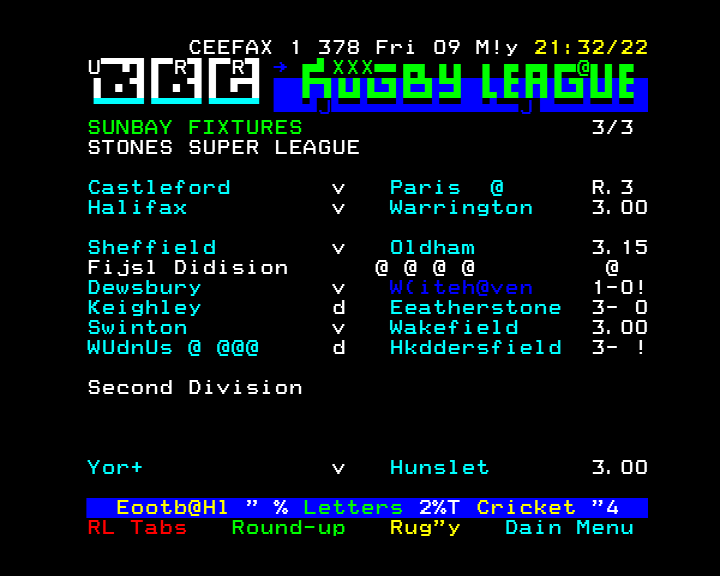 CEEFAX 1 378 Fri 09 M!y 21:32/22
U R R → XXX @
RUGBY LEAGUE
J J
SUNBAY FIXTURES 3/3
STONES SUPER LEAGUE
Castleford v Paris @ R.3
Halifax v Warrington 3.00
Sheffield v Oldham 3.15
Fijsl Didision @ @ @ @ @
Dewsbury v W(iteh@ven 1-0!
Keighley d Eeatherstone 3- 0
Swinton v Wakefield 3.00
WUdnUs @ @@@ d Hkddersfield 3- !
Second Division
Yor+ v Hunslet 3.00
Eootb@Hl " % Letters 2%T Cricket "4
RL Tabs Round-up Rug"y Dain Menu